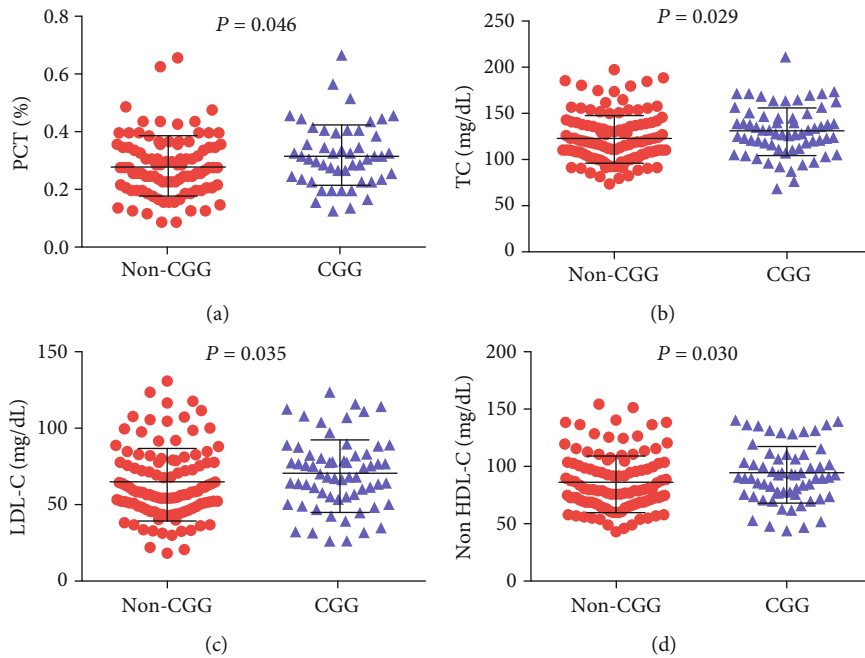 P = 0.046
PCT (%)
0.8
0.6
0.4
0.2
0.0
Non-CGG
CGG
(a)
P = 0.029
TC (mg/dL)
250
200
150
100
50
0
Non-CGG
CGG
(b)
P = 0.035
LDL-C (mg/dL)
150
100
50
0
Non-CGG
CGG
(c)
P = 0.030
Non HDL-C (mg/dL)
200
150
100
50
0
Non-CGG
CGG
(d)